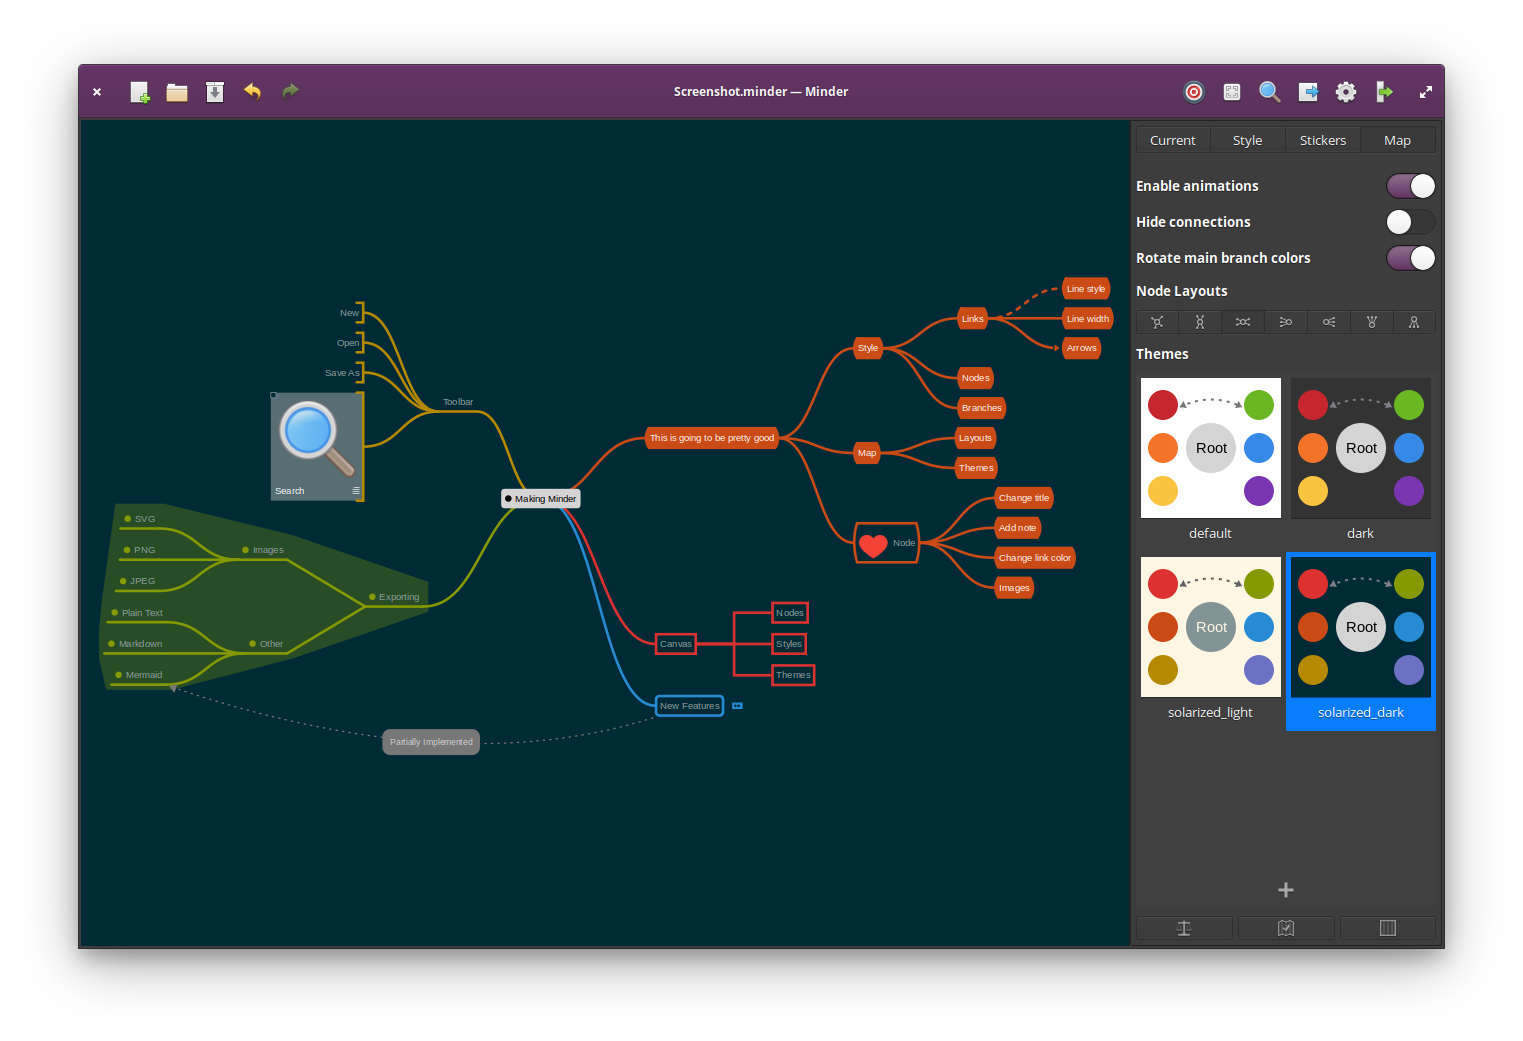 Screenshot.minder — Minder
Current
Style
Stickers
Map
Enable animations
Hide connections
Rotate main branch colors
Node Layouts
Themes
Root
default
Root
dark
Root
solarized_light
Root
solarized_dark
New
Open
Save As
Toolbar
Search
SVG
PNG
JPEG
Images
Plain Text
Markdown
Mermaid
Other
Exporting
Making Minder
Partially Implemented
This is going to be pretty good
Style
Links
Line style
Line width
Arrows
Nodes
Branches
Map
Layouts
Themes
Node
Change title
Add note
Change link color
Images
Canvas
Nodes
Styles
Themes
New Features